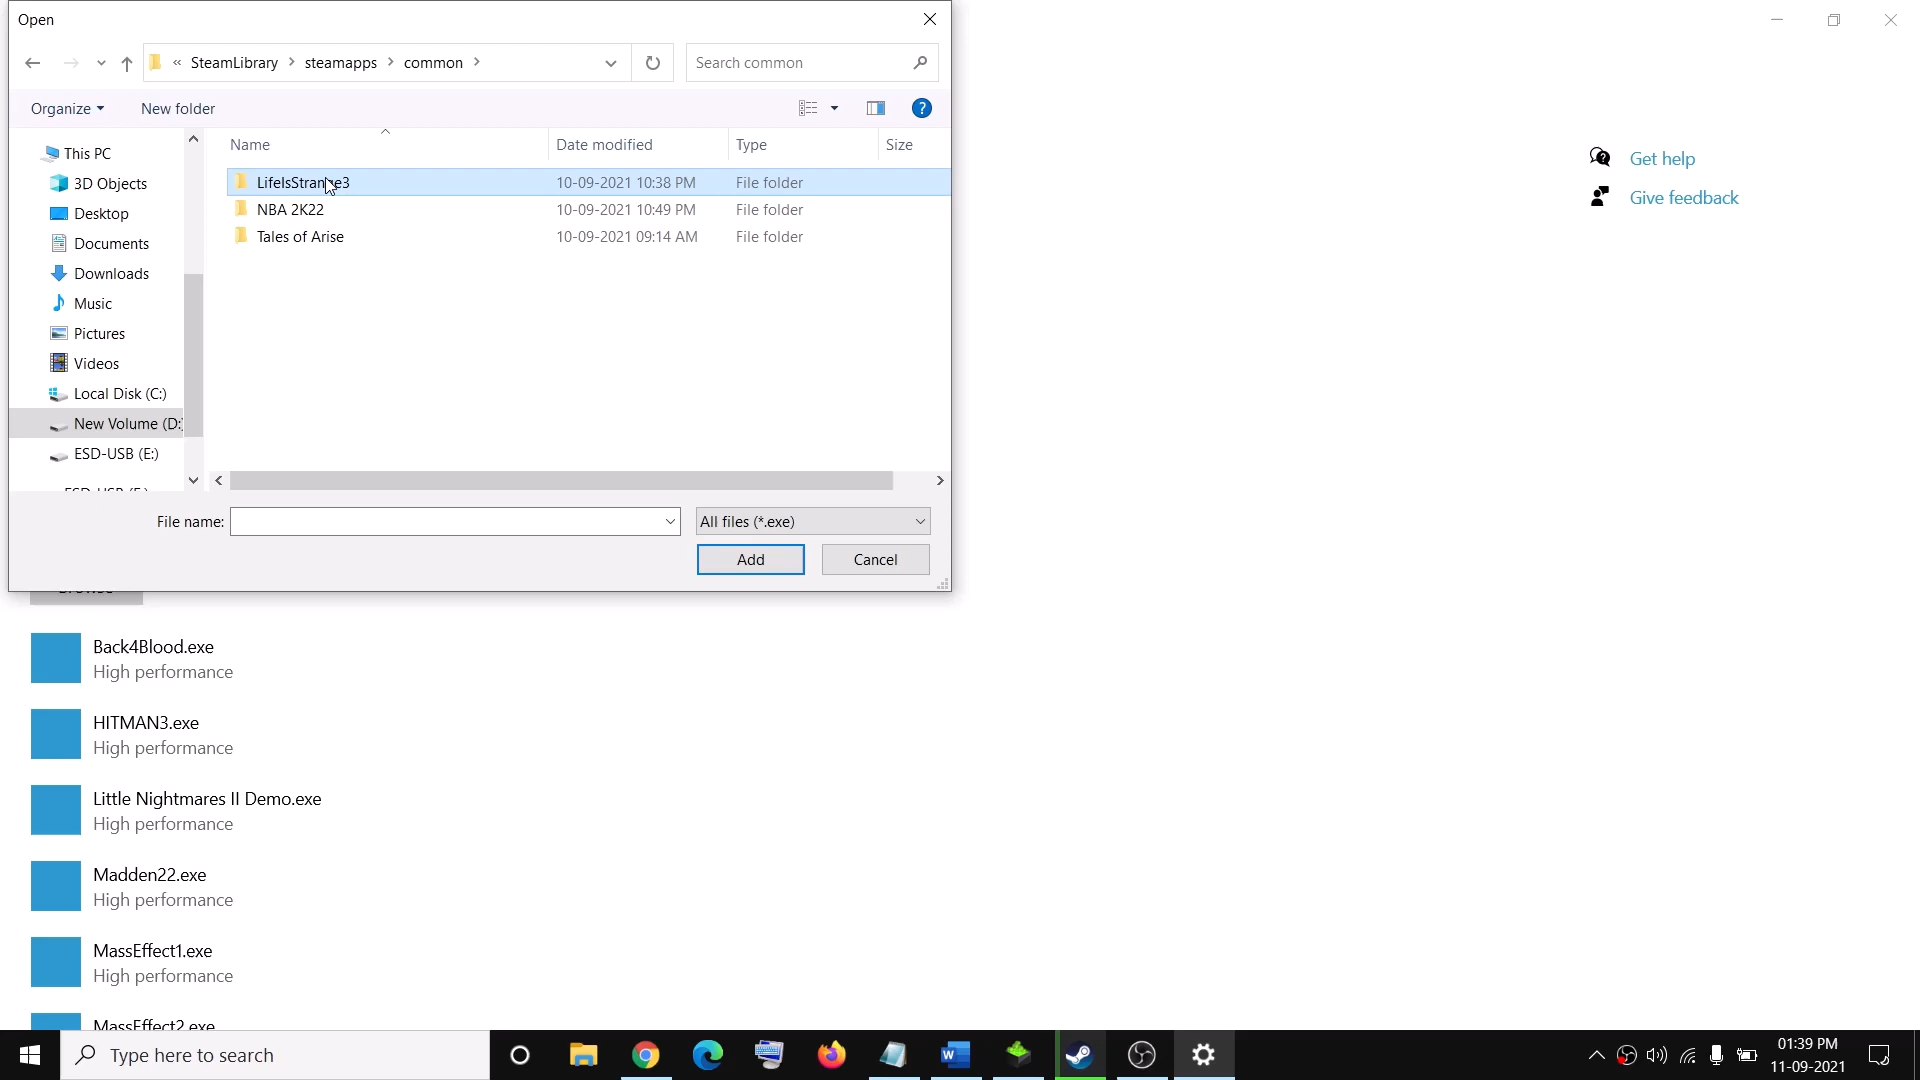 Open
« SteamLibrary > steamapps > common >
Search common
Organize
New folder
?
Name
Date modified
Type
Size
This PC
3D Objects
Desktop
Documents
Downloads
Music
Pictures
Videos
Local Disk (C:)
New Volume (D:)
ESD-USB (E:)
LifeIsStrange3 10-09-2021 10:38 PM File folder
NBA 2K22 10-09-2021 10:49 PM File folder
Tales of Arise 10-09-2021 09:14 AM File folder
File name:
All files (*.exe)
Add
Cancel
Get help
Give feedback
Browse
Back4Blood.exe
High performance
HITMAN3.exe
High performance
Little Nightmares II Demo.exe
High performance
Madden22.exe
High performance
MassEffect1.exe
High performance
MassEffect2.exe
Type here to search
01:39 PM
11-09-2021